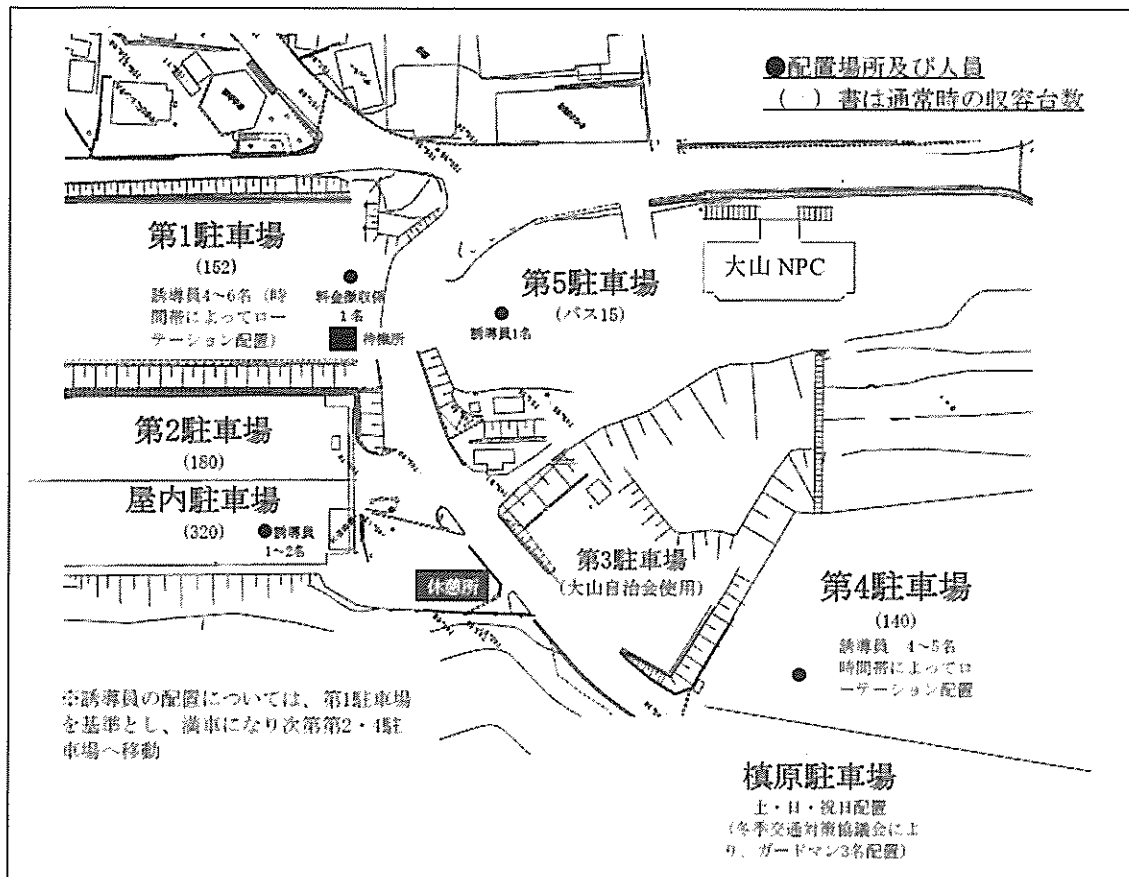 ●配置場所及び人員
( ) 書は通常時の収容台数
第1駐車場
(152)
誘導員4～6名 (時
間帯によってロー
テーション配置)
料金徴収係
1名
待機所
第5駐車場
(バス15)
誘導員1名
大山 NPC
第2駐車場
(180)
屋内駐車場
(320)
誘導員
1～2名
休憩所
第3駐車場
(大山自治会使用)
第4駐車場
(140)
誘導員 4～5名
時間帯によってロ
ーテーション配置
※誘導員の配置については、第1駐車場
を基準とし、満車になり次第第2・4駐
車場へ移動
槙原駐車場
土・日・祝日配置
(冬季交通対策協議会によ
り、ガードマン3名配置)